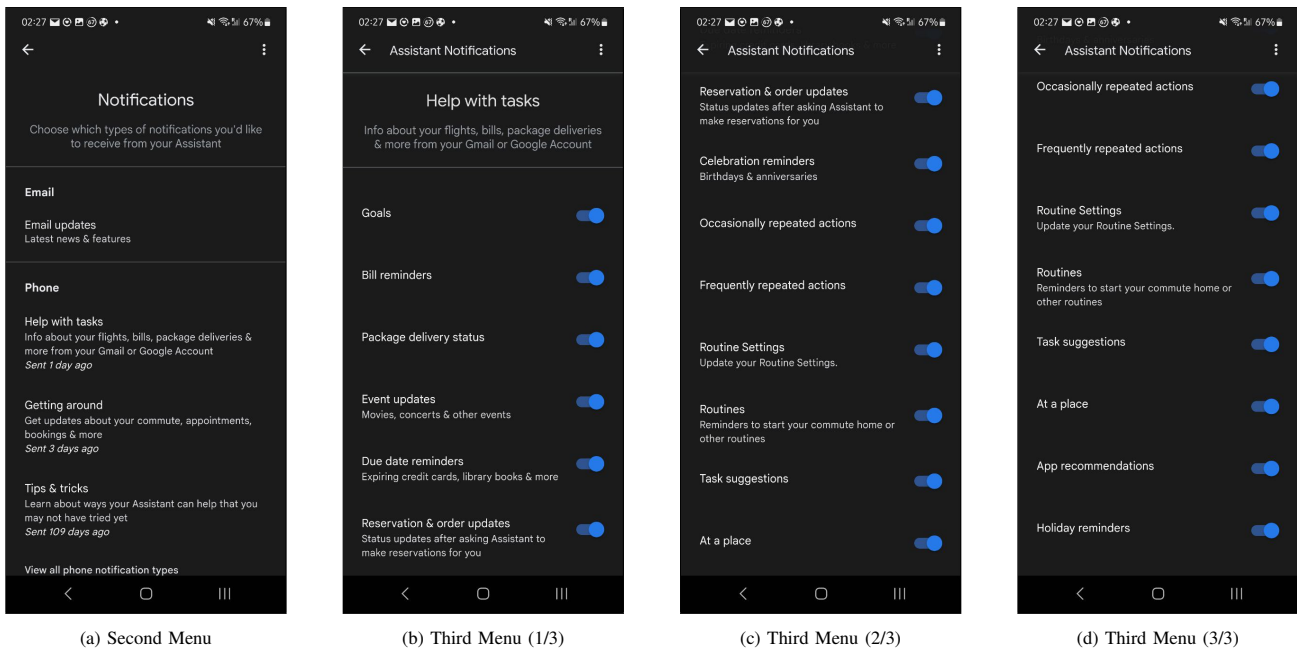 02:27 67%
Notifications
Choose which types of notifications you'd like
to receive from your Assistant
Email
Email updates
Latest news & features
Phone
Help with tasks
Info about your flights, bills, package deliveries &
more from your Gmail or Google Account
Sent 1 day ago
Getting around
Get updates about your commute, appointments,
bookings & more
Sent 3 days ago
Tips & tricks
Learn about ways your Assistant can help that you
may not have tried yet
Sent 109 days ago
View all phone notification types
(a) Second Menu
02:27 67%
Assistant Notifications
Help with tasks
Info about your flights, bills, package deliveries
& more from your Gmail or Google Account
Goals
Bill reminders
Package delivery status
Event updates
Movies, concerts & other events
Due date reminders
Expiring credit cards, library books & more
Reservation & order updates
Status updates after asking Assistant to
make reservations for you
(b) Third Menu (1/3)
02:27 67%
Assistant Notifications
Reservation & order updates
Status updates after asking Assistant to
make reservations for you
Celebration reminders
Birthdays & anniversaries
Occasionally repeated actions
Frequently repeated actions
Routine Settings
Update your Routine Settings.
Routines
Reminders to start your commute home or
other routines
Task suggestions
At a place
(c) Third Menu (2/3)
02:27 67%
Assistant Notifications
Occasionally repeated actions
Frequently repeated actions
Routine Settings
Update your Routine Settings.
Routines
Reminders to start your commute home or
other routines
Task suggestions
At a place
App recommendations
Holiday reminders
(d) Third Menu (3/3)